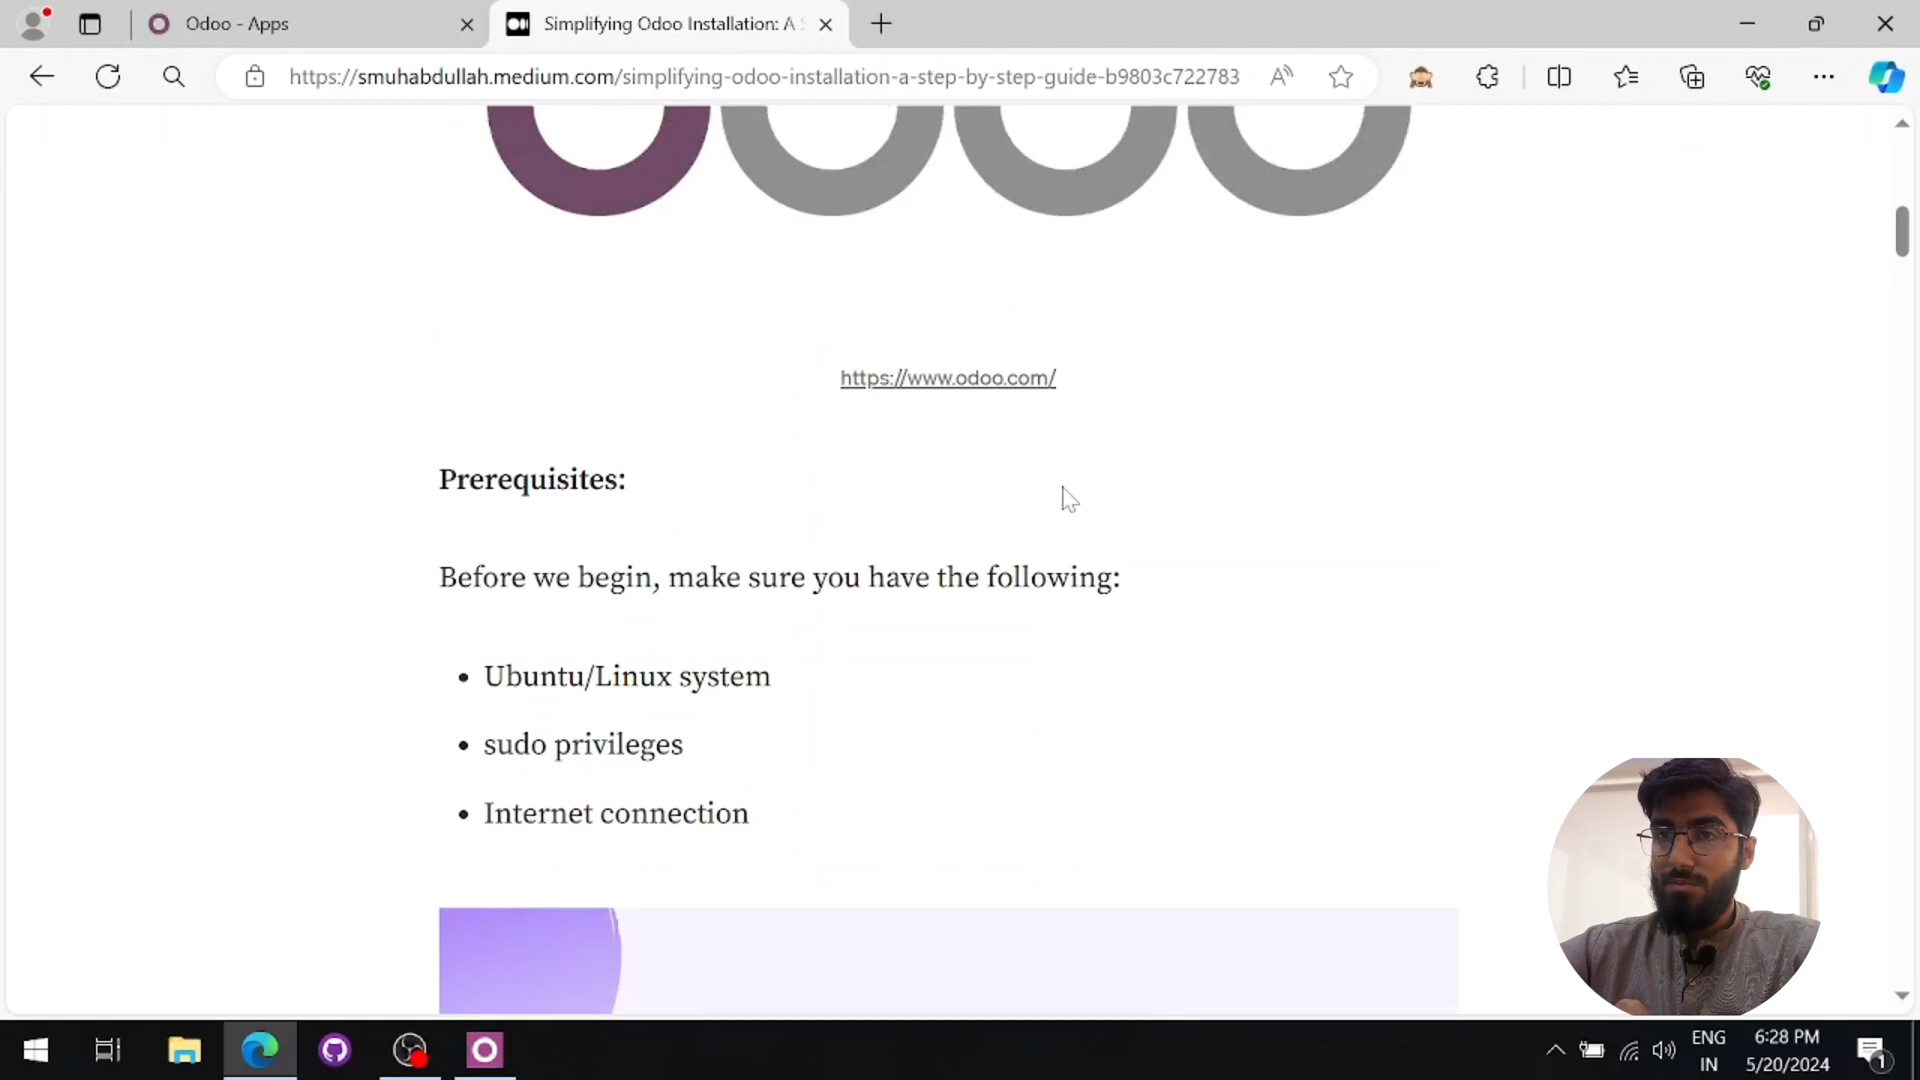 Odoo - Apps
Simplifying Odoo Installation: A S
https://smuhabdullah.medium.com/simplifying-odoo-installation-a-step-by-step-guide-b9803c722783
odoo
https://www.odoo.com/
Prerequisites:
Before we begin, make sure you have the following:
• Ubuntu/Linux system
• sudo privileges
• Internet connection
ENG
IN
6:28 PM
5/20/2024
1